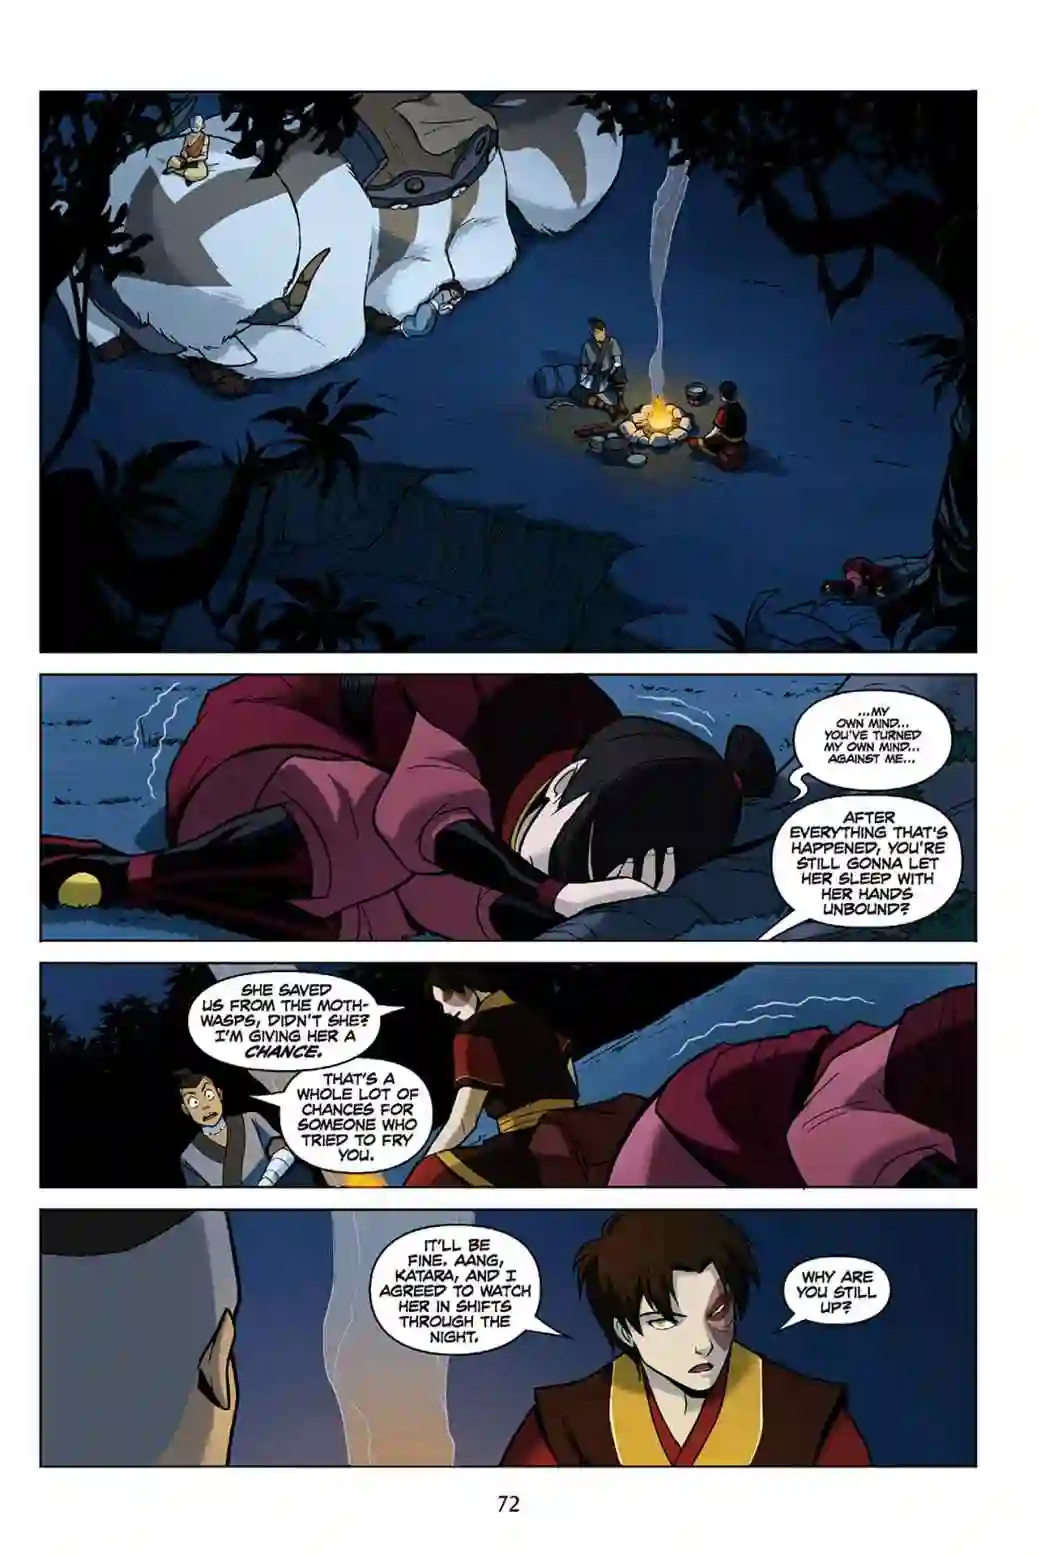 ...MY
OWN MIND...
YOU'VE TURNED
MY OWN MIND...
AGAINST ME...
AFTER
EVERYTHING THAT'S
HAPPENED, YOU'RE
STILL GONNA LET
HER SLEEP WITH
HER HANDS
UNBOUND?
SHE SAVED
US FROM THE MOTH-
WASPS, DIDN'T SHE?
I'M GIVING HER A
CHANCE.
THAT'S A
WHOLE LOT OF
CHANCES FOR
SOMEONE WHO
TRIED TO FRY
YOU.
IT'LL BE
FINE. AANG,
KATARA, AND I
AGREED TO WATCH
HER IN SHIFTS
THROUGH THE
NIGHT.
WHY ARE
YOU STILL
UP?
72